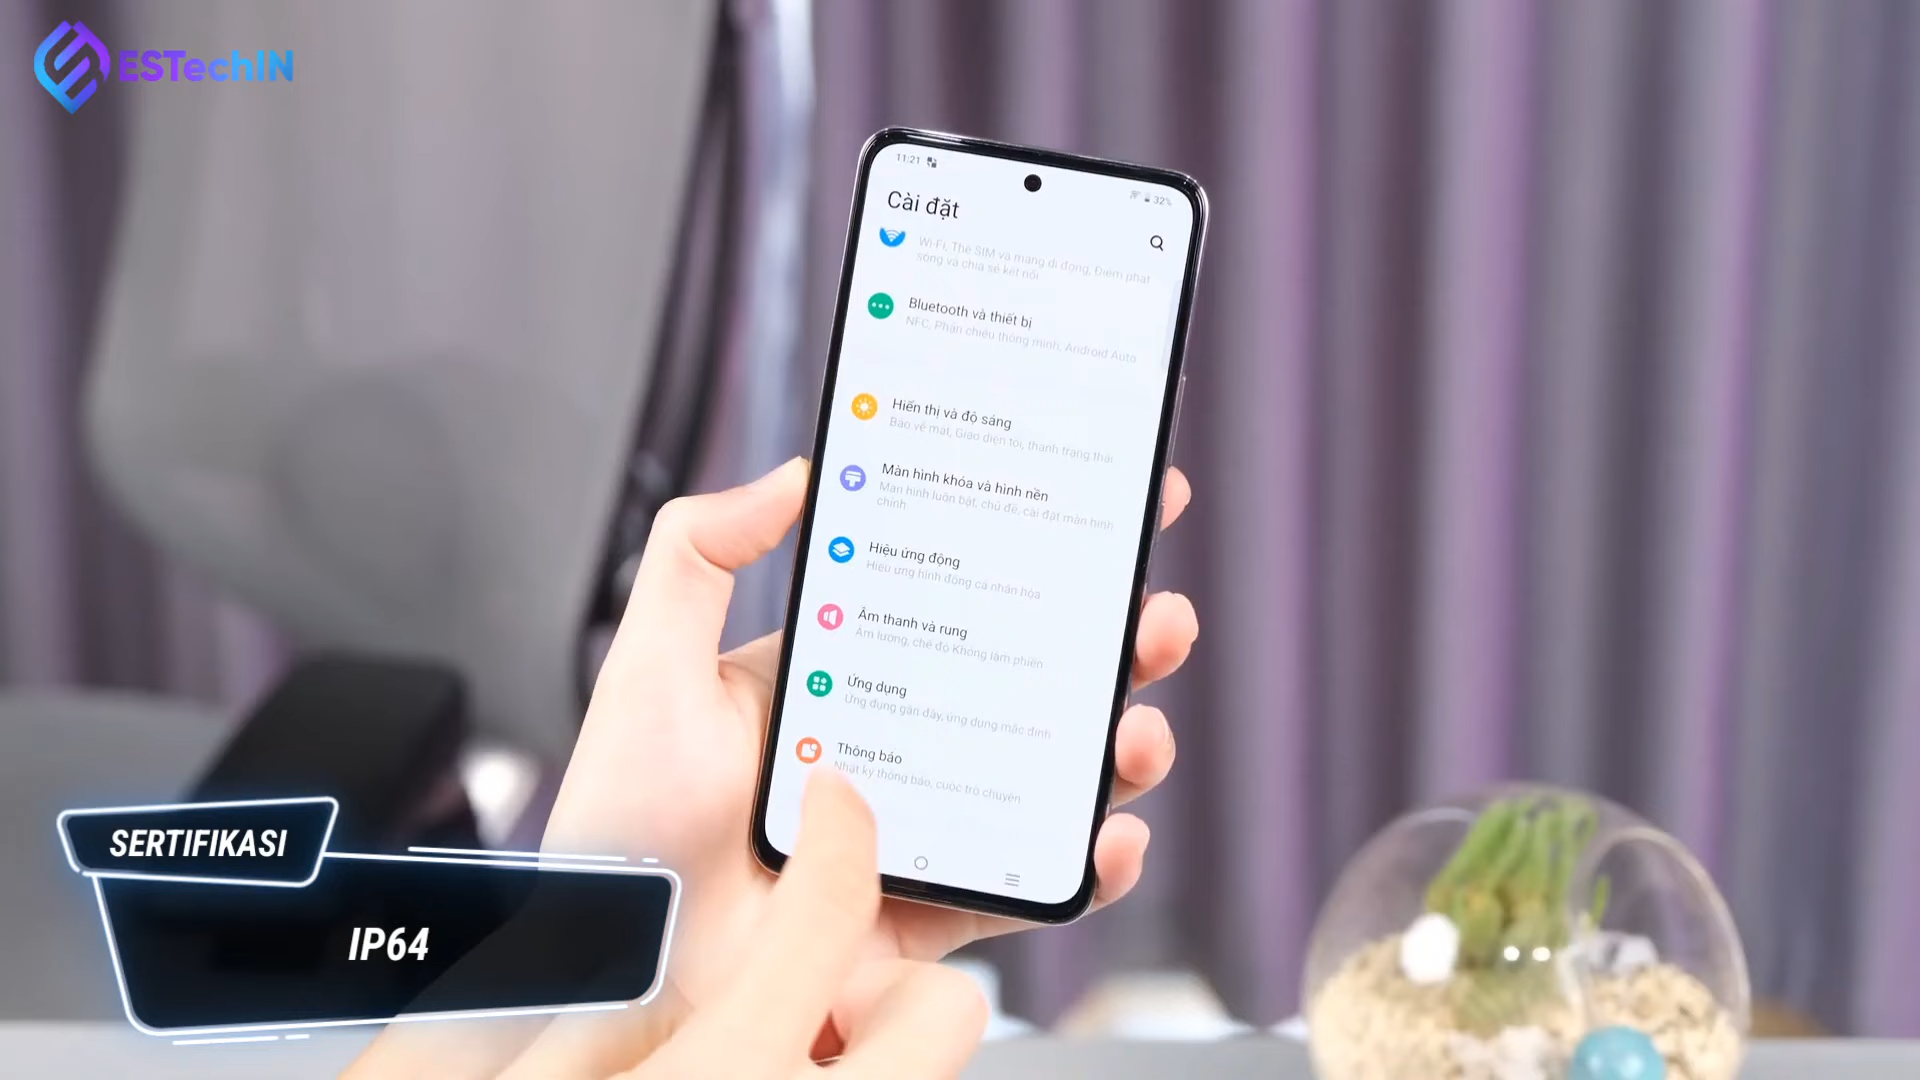 ESTechIN
11:21
32%
Cài đặt
Wi-Fi, Thẻ SIM và mạng di động, Điểm phát
sóng và chia sẻ kết nối
Bluetooth và thiết bị
NFC, Phản chiếu thông minh, Android Auto
Hiển thị và độ sáng
Bảo vệ mắt, Giao diện tối, thanh trạng thái
Màn hình khóa và hình nền
Màn hình luôn bật, chủ đề, cài đặt màn hình
chính
Hiệu ứng động
Hiệu ứng hình động cá nhân hóa
Âm thanh và rung
Âm lượng, chế độ Không làm phiền
Ứng dụng
Ứng dụng gần đây, ứng dụng mặc định
Thông báo
Nhật ký thông báo, cuộc trò chuyện
SERTIFIKASI
IP64